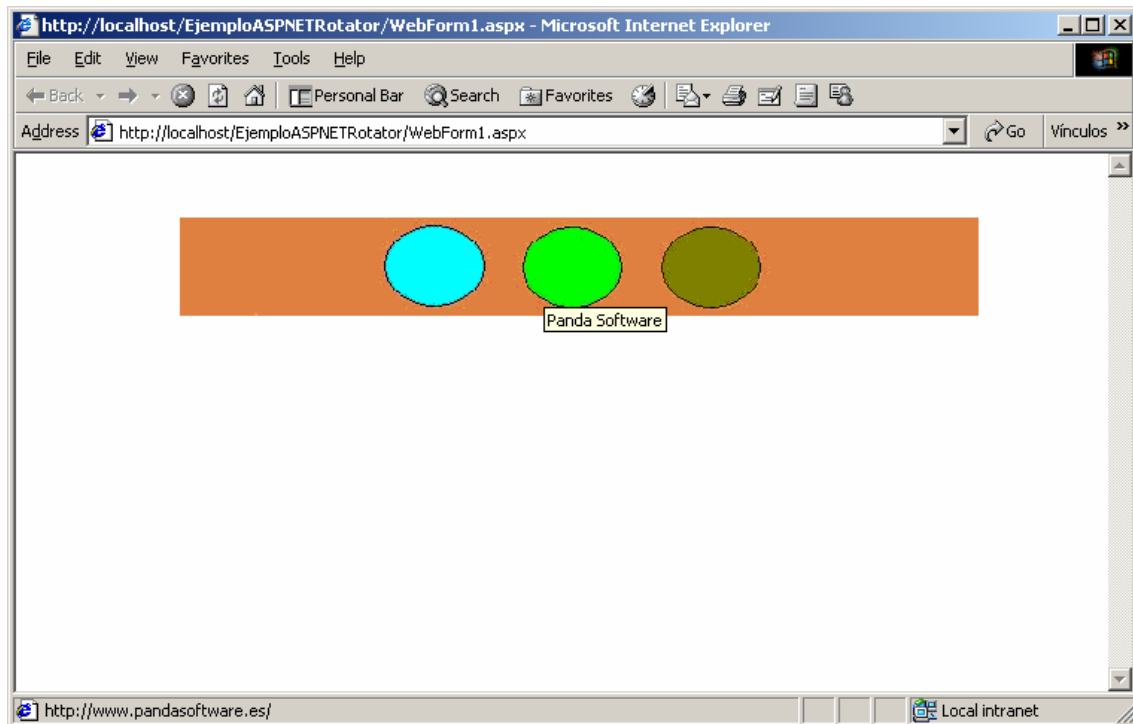 http://localhost/EjemploASPNETRotator/WebForm1.aspx - Microsoft Internet Explorer
File Edit View Favorites Tools Help
Back Personal Bar Search Favorites
Address http://localhost/EjemploASPNETRotator/WebForm1.aspx Go Vínculos »
Panda Software
http://www.pandasoftware.es/ Local intranet